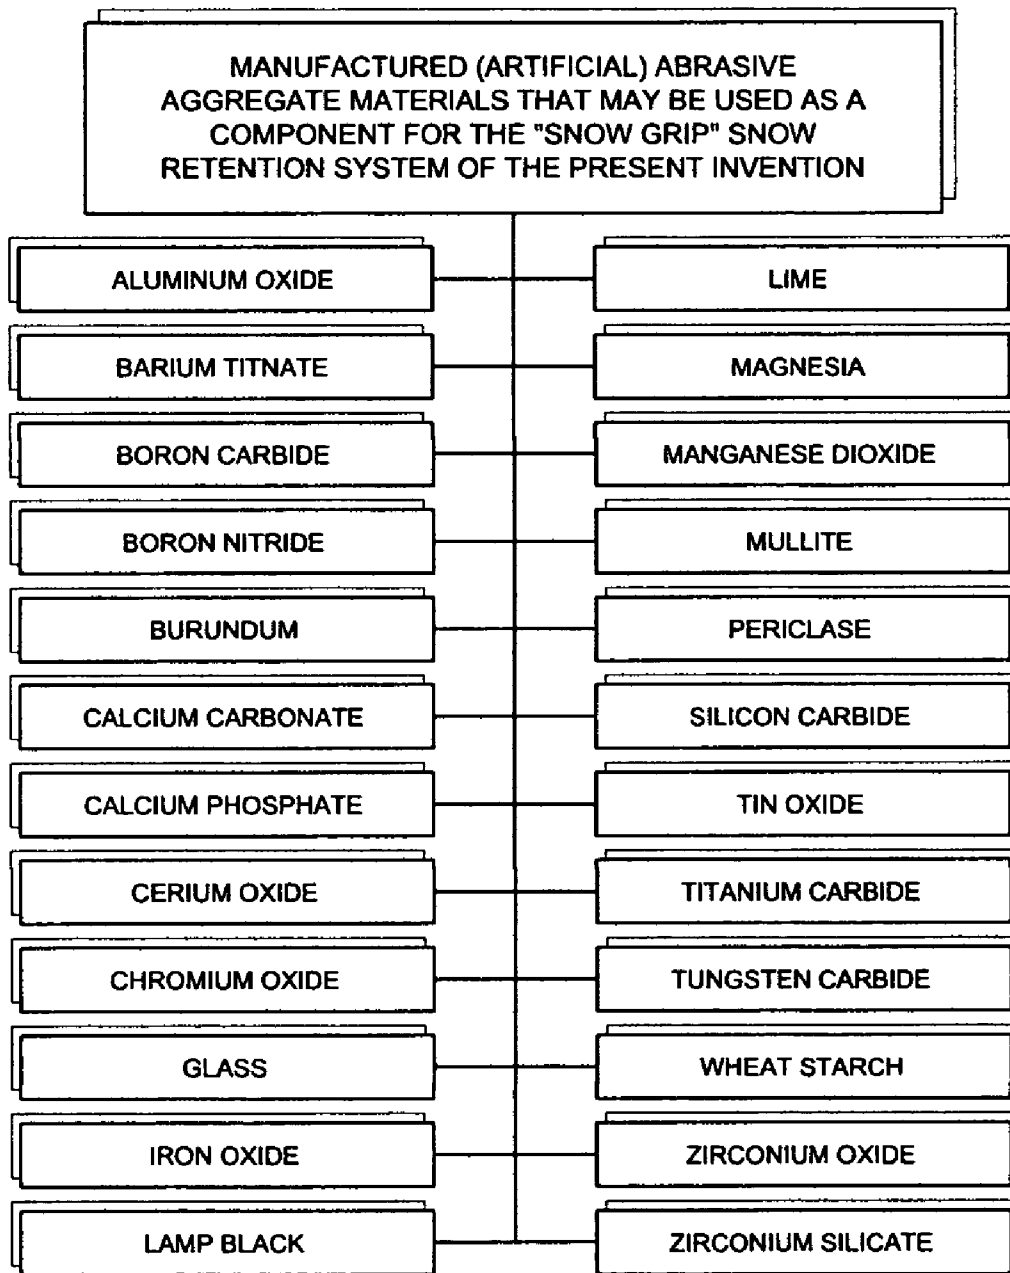 MANUFACTURED (ARTIFICIAL) ABRASIVE
AGGREGATE MATERIALS THAT MAY BE USED AS A
COMPONENT FOR THE "SNOW GRIP" SNOW
RETENTION SYSTEM OF THE PRESENT INVENTION
ALUMINUM OXIDE
LIME
BARIUM TITNATE
MAGNESIA
BORON CARBIDE
MANGANESE DIOXIDE
BORON NITRIDE
MULLITE
BURUNDUM
PERICLASE
CALCIUM CARBONATE
SILICON CARBIDE
CALCIUM PHOSPHATE
TIN OXIDE
CERIUM OXIDE
TITANIUM CARBIDE
CHROMIUM OXIDE
TUNGSTEN CARBIDE
GLASS
WHEAT STARCH
IRON OXIDE
ZIRCONIUM OXIDE
LAMP BLACK
ZIRCONIUM SILICATE